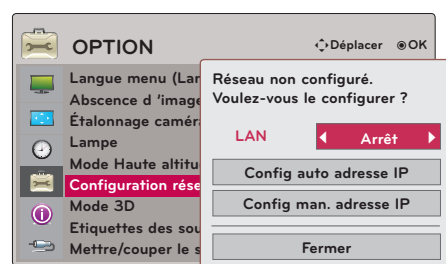 OPTION
Déplacer OK
Langue menu (Lan
Abscence d ‘image
Étalonnage camér
Lampe
Mode Haute altitu
Configuration rése
Mode 3D
Etiquettes des sou
Mettre/couper le s
Réseau non configuré.
Voulez-vous le configurer ?
LAN Arrêt
Config auto adresse IP
Config man. adresse IP
Fermer